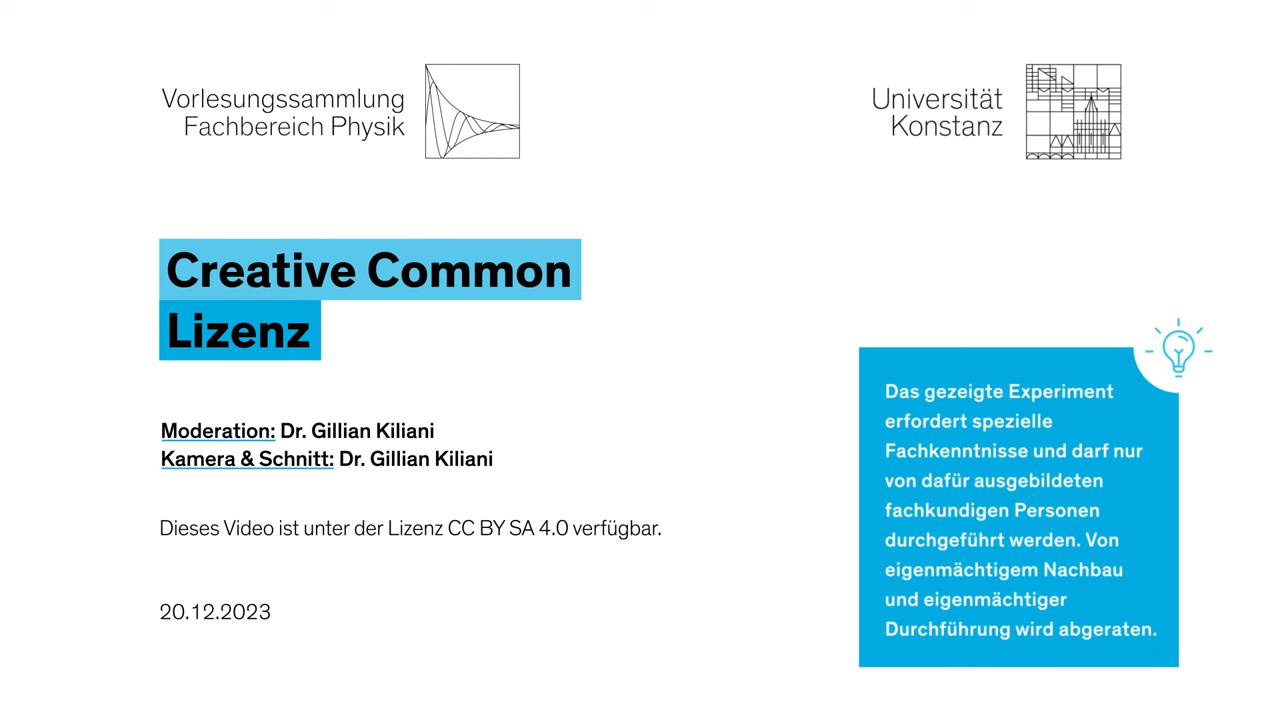 Vorlesungssammlung
Fachbereich Physik
Universität
Konstanz
Creative Common
Lizenz
Moderation: Dr. Gillian Kiliani
Kamera & Schnitt: Dr. Gillian Kiliani
Dieses Video ist unter der Lizenz CC BY SA 4.0 verfügbar.
20.12.2023
Das gezeigte Experiment
erfordert spezielle
Fachkenntnisse und darf nur
von dafür ausgebildeten
fachkundigen Personen
durchgeführt werden. Von
eigenmächtigem Nachbau
und eigenmächtiger
Durchführung wird abgeraten.